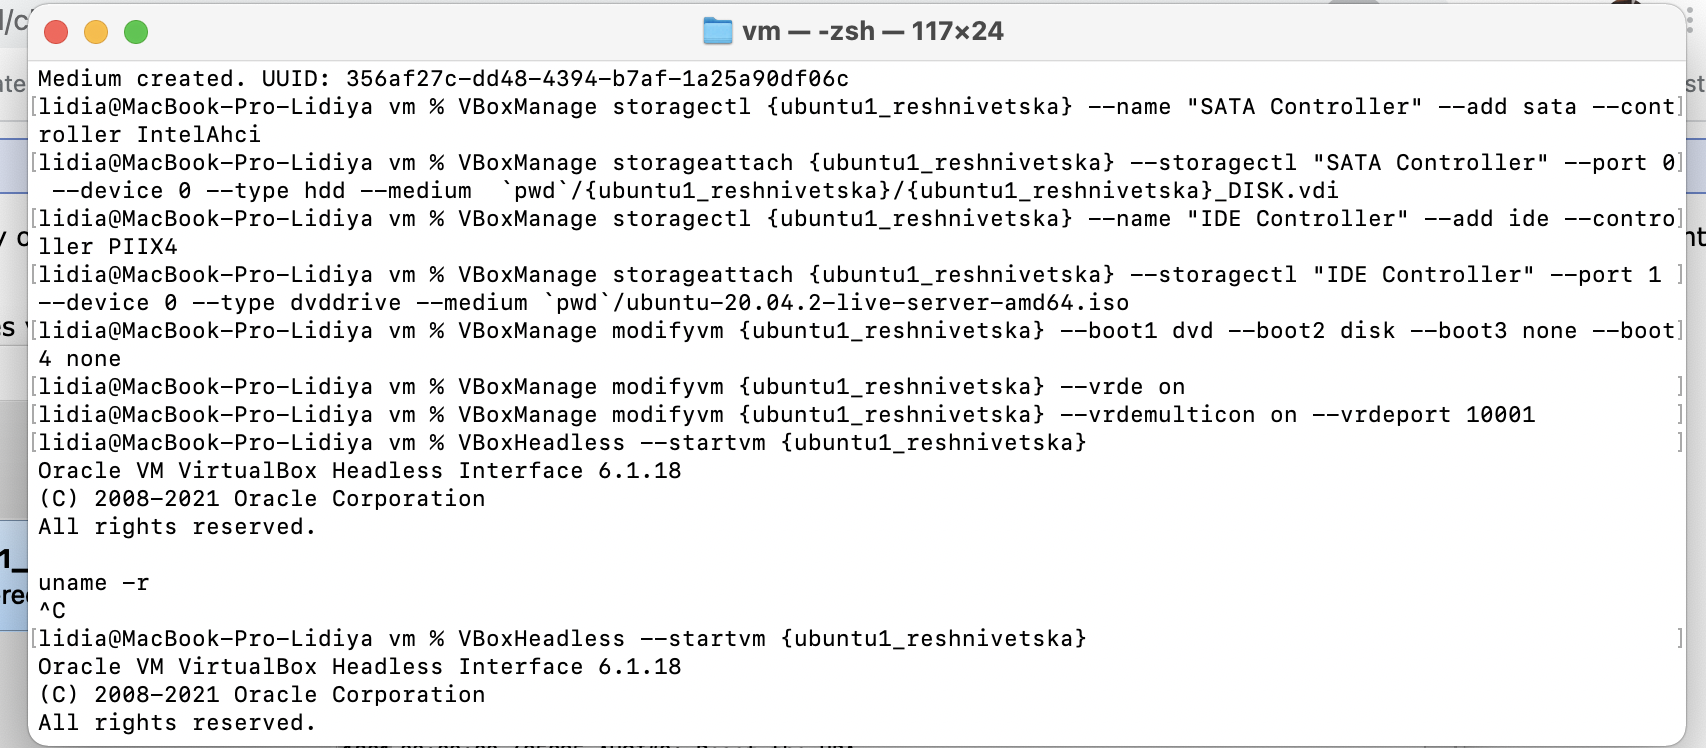 vm — -zsh — 117×24
Medium created. UUID: 356af27c-dd48-4394-b7af-1a25a90df06c
[lidia@MacBook-Pro-Lidiya vm % VBoxManage storagectl {ubuntu1_reshnivetska} --name "SATA Controller" --add sata --cont]
roller IntelAhci
[lidia@MacBook-Pro-Lidiya vm % VBoxManage storageattach {ubuntu1_reshnivetska} --storagectl "SATA Controller" --port 0]
 --device 0 --type hdd --medium  `pwd`/{ubuntu1_reshnivetska}/{ubuntu1_reshnivetska}_DISK.vdi
[lidia@MacBook-Pro-Lidiya vm % VBoxManage storagectl {ubuntu1_reshnivetska} --name "IDE Controller" --add ide --contro]
ller PIIX4
[lidia@MacBook-Pro-Lidiya vm % VBoxManage storageattach {ubuntu1_reshnivetska} --storagectl "IDE Controller" --port 1 ]
--device 0 --type dvddrive --medium `pwd`/ubuntu-20.04.2-live-server-amd64.iso
[lidia@MacBook-Pro-Lidiya vm % VBoxManage modifyvm {ubuntu1_reshnivetska} --boot1 dvd --boot2 disk --boot3 none --boot]
4 none
[lidia@MacBook-Pro-Lidiya vm % VBoxManage modifyvm {ubuntu1_reshnivetska} --vrde on ]
[lidia@MacBook-Pro-Lidiya vm % VBoxManage modifyvm {ubuntu1_reshnivetska} --vrdemulticon on --vrdeport 10001 ]
[lidia@MacBook-Pro-Lidiya vm % VBoxHeadless --startvm {ubuntu1_reshnivetska} ]
Oracle VM VirtualBox Headless Interface 6.1.18
(C) 2008-2021 Oracle Corporation
All rights reserved.
uname -r
^C
[lidia@MacBook-Pro-Lidiya vm % VBoxHeadless --startvm {ubuntu1_reshnivetska} ]
Oracle VM VirtualBox Headless Interface 6.1.18
(C) 2008-2021 Oracle Corporation
All rights reserved.